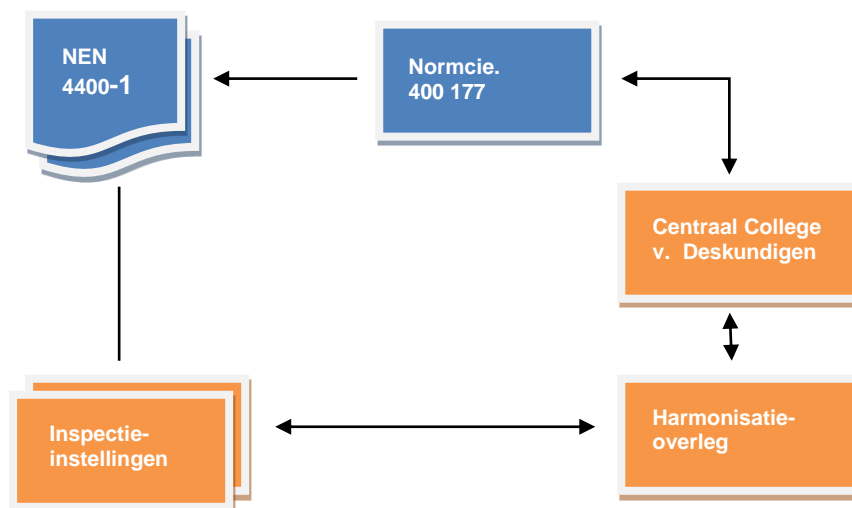 NEN
4400-1
Normcie.
400 177
Centraal College
v. Deskundigen
Inspectie-
instellingen
Harmonisatie-
overleg